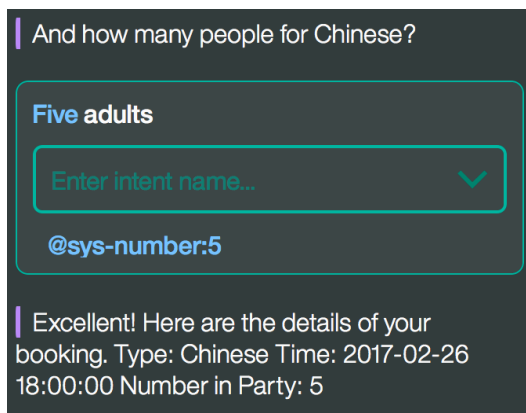 And how many people for Chinese?
Five adults
Enter intent name...
@sys-number:5
Excellent! Here are the details of your
booking. Type: Chinese Time: 2017-02-26
18:00:00 Number in Party: 5